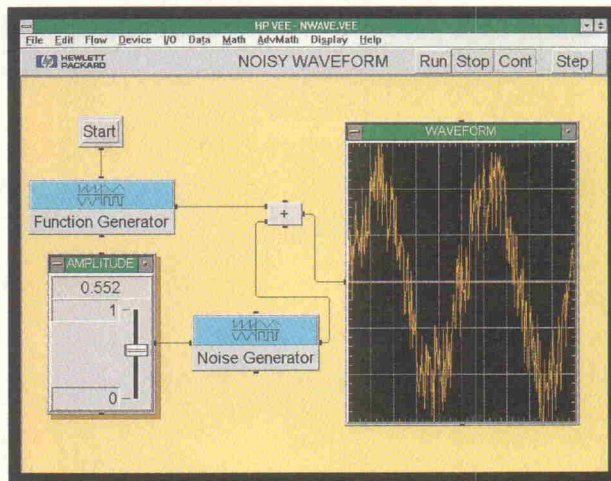 HP VEE - NWAVE.VEE
File Edit Flow Device I/O Data Math AdvMath Display Help
hp HEWLETT PACKARD NOISY WAVEFORM Run Stop Cont Step
Start
WAVEFORM
Function Generator
+
AMPLITUDE
0.552
1
0
Noise Generator